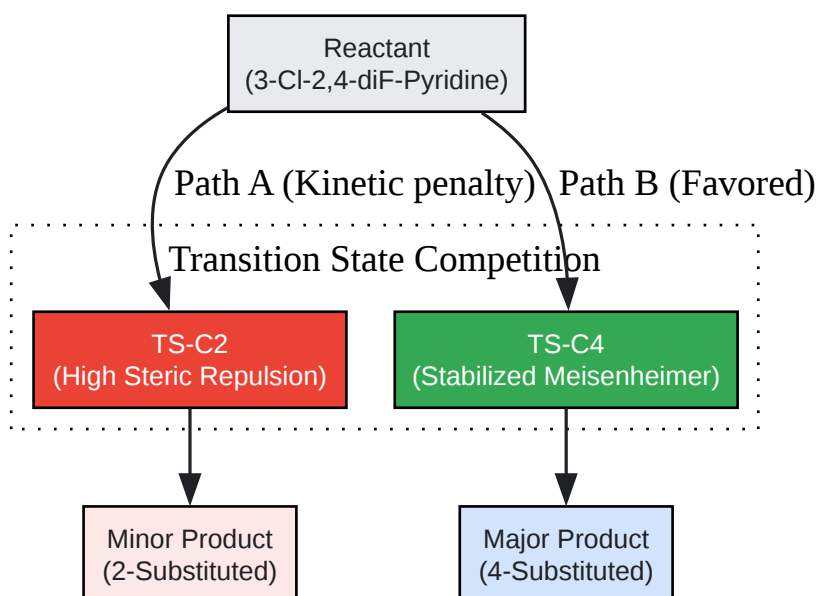 Reactant
(3-Cl-2,4-diF-Pyridine)
Path A (Kinetic penalty)
Path B (Favored)
Transition State Competition
TS-C2
(High Steric Repulsion)
TS-C4
(Stabilized Meisenheimer)
Minor Product
(2-Substituted)
Major Product
(4-Substituted)